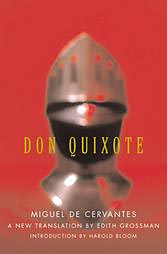 DON QUIXOTE
MIGUEL DE CERVANTES
A NEW TRANSLATION BY EDITH GROSSMAN
INTRODUCTION BY HAROLD BLOOM